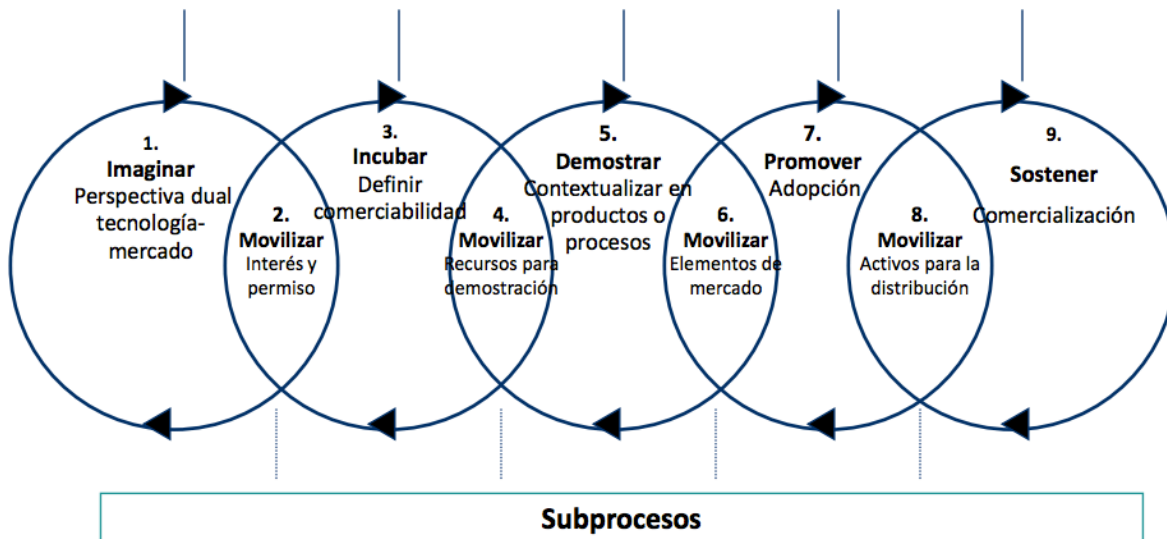 1.
Imaginar
Perspectiva dual
tecnología-
mercado
2.
Movilizar
Interés y
permiso
3.
Incubar
Definir
comerciabilidad
4.
Movilizar
Recursos para
demostración
5.
Demostrar
Contextualizar en
productos o
procesos
6.
Movilizar
Elementos de
mercado
7.
Promover
Adopción
8.
Movilizar
Activos para la
distribución
9.
Sostener
Comercialización
Subprocesos